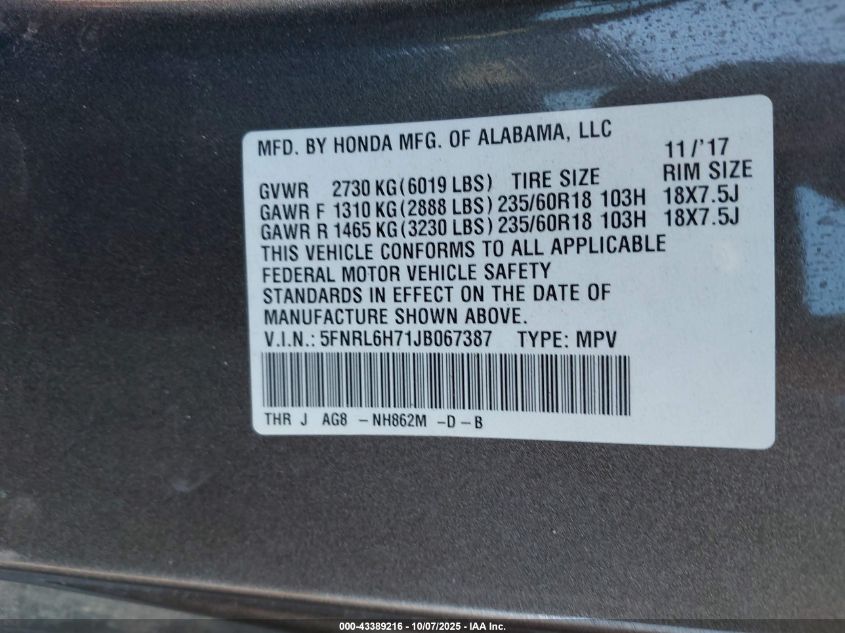 MFD. BY HONDA MFG. OF ALABAMA, LLC 11/'17
GVWR 2730 KG(6019 LBS) TIRE SIZE RIM SIZE
GAWR F 1310 KG(2888 LBS) 235/60R18 103H 18X7.5J
GAWR R 1465 KG(3230 LBS) 235/60R18 103H 18X7.5J
THIS VEHICLE CONFORMS TO ALL APPLICABLE
FEDERAL MOTOR VEHICLE SAFETY
STANDARDS IN EFFECT ON THE DATE OF
MANUFACTURE SHOWN ABOVE.
V.I.N.: 5FNRL6H71JB067387 TYPE: MPV
THR J AG8 -NH862M -D-B
000-43389216 - 10/07/2025 - IAA Inc.